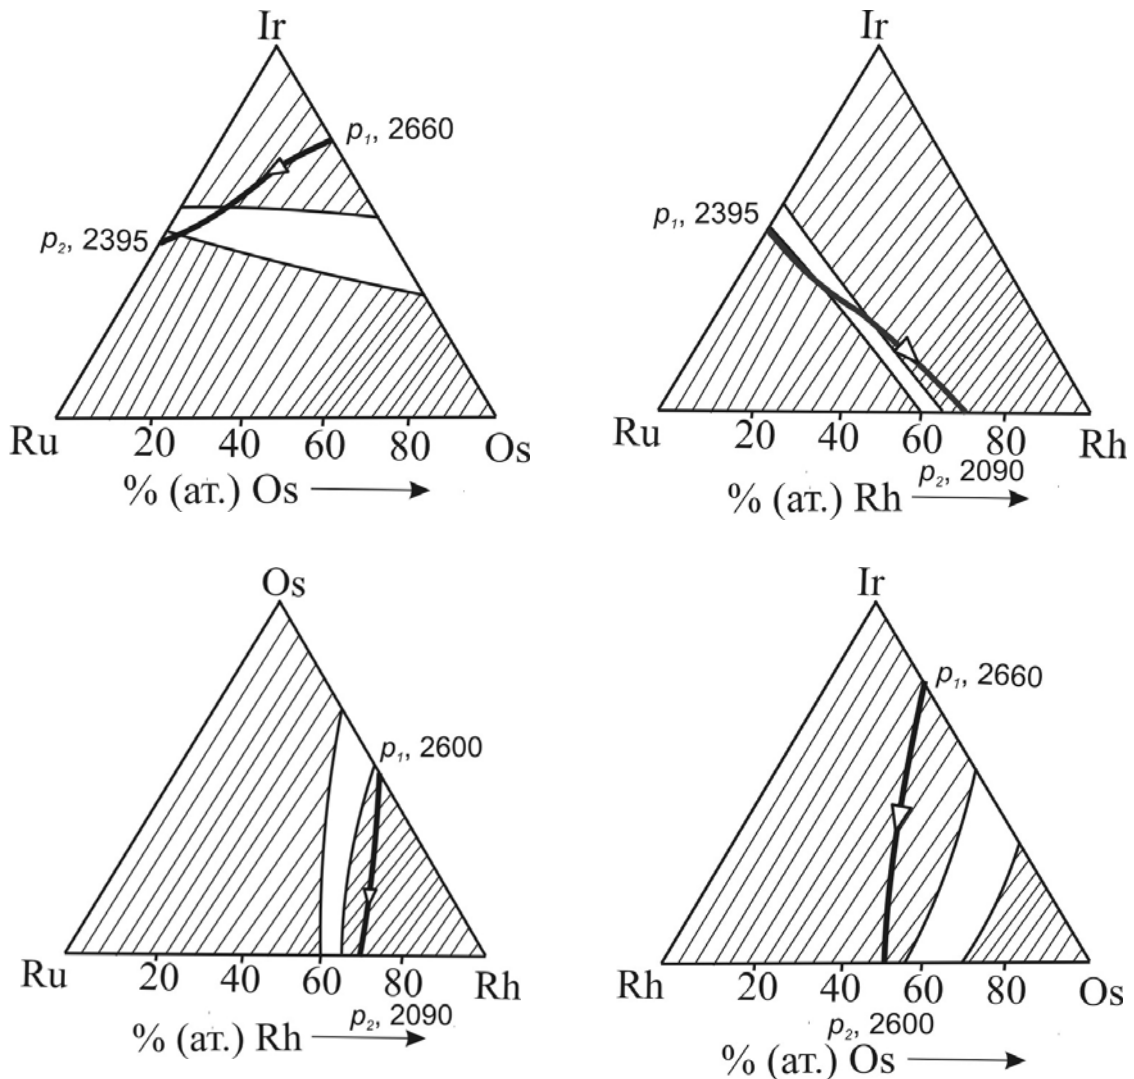 Ir
p1, 2660
p2, 2395
Ru
20
40
60
80
Os
% (ат.) Os
Ir
p1, 2395
Ru
20
40
60
80
Rh
p2, 2090
% (ат.) Rh
Os
p1, 2600
Ru
20
40
60
80
Rh
p2, 2090
% (ат.) Rh
Ir
p1, 2660
Rh
20
40
60
80
Os
p2, 2600
% (ат.) Os